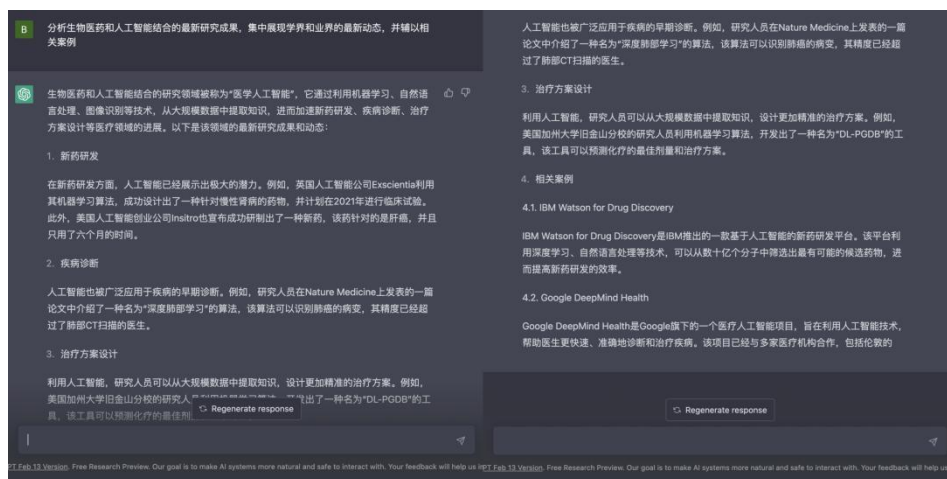 B
分析生物医药和人工智能结合的最新研究成果，集中展现学界和业界的最新动态，并辅以相
关案例
生物医药和人工智能结合的研究领域被称为“医学人工智能”，它通过利用机器学习、自然语
言处理、图像识别等技术，从大规模数据中提取知识，进而加速新药研发、疾病诊断、治疗
方案设计等医疗领域的进展。以下是该领域的最新研究成果和动态：
1. 新药研发
在新药研发方面，人工智能已经展示出极大的潜力。例如，英国人工智能公司Exscientia利用
其机器学习算法，成功设计出了一种针对慢性肾病的药物，并计划在2021年进行临床试验。
此外，美国人工智能创业公司Insitro也宣布成功研制出了一种新药，该药针对的是肝癌，并且
只用了六个月的时间。
2. 疾病诊断
人工智能也被广泛应用于疾病的早期诊断。例如，研究人员在Nature Medicine上发表的一篇
论文中介绍了一种名为“深度肺部学习”的算法，该算法可以识别肺癌的病变，其精度已经超
过了肺部CT扫描的医生。
3. 治疗方案设计
利用人工智能，研究人员可以从大规模数据中提取知识，设计更加精准的治疗方案。例如，
美国加州大学旧金山分校的研究人员利用机器学习算法，开发出了一种名为“DL-PGDB”的工
具，该工具可以预测化疗的最佳剂
Regenerate response
PT Feb 13 Version. Free Research Preview. Our goal is to make AI systems more natural and safe to interact with. Your feedback will help us i
人工智能也被广泛应用于疾病的早期诊断。例如，研究人员在Nature Medicine上发表的一篇
论文中介绍了一种名为“深度肺部学习”的算法，该算法可以识别肺癌的病变，其精度已经超
过了肺部CT扫描的医生。
3. 治疗方案设计
利用人工智能，研究人员可以从大规模数据中提取知识，设计更加精准的治疗方案。例如，
美国加州大学旧金山分校的研究人员利用机器学习算法，开发出了一种名为“DL-PGDB”的工
具，该工具可以预测化疗的最佳剂量和治疗方案。
4. 相关案例
4.1. IBM Watson for Drug Discovery
IBM Watson for Drug Discovery是IBM推出的一款基于人工智能的新药研发平台。该平台利
用深度学习、自然语言处理等技术，可以从数十亿个分子中筛选出最有可能的候选药物，进
而提高新药研发的效率。
4.2. Google DeepMind Health
Google DeepMind Health是Google旗下的一个医疗人工智能项目，旨在利用人工智能技术，
帮助医生更快速、准确地诊断和治疗疾病。该项目已经与多家医疗机构合作，包括伦敦的
Regenerate response
PT Feb 13 Version. Free Research Preview. Our goal is to make AI systems more natural and safe to interact with. Your feedback will help us